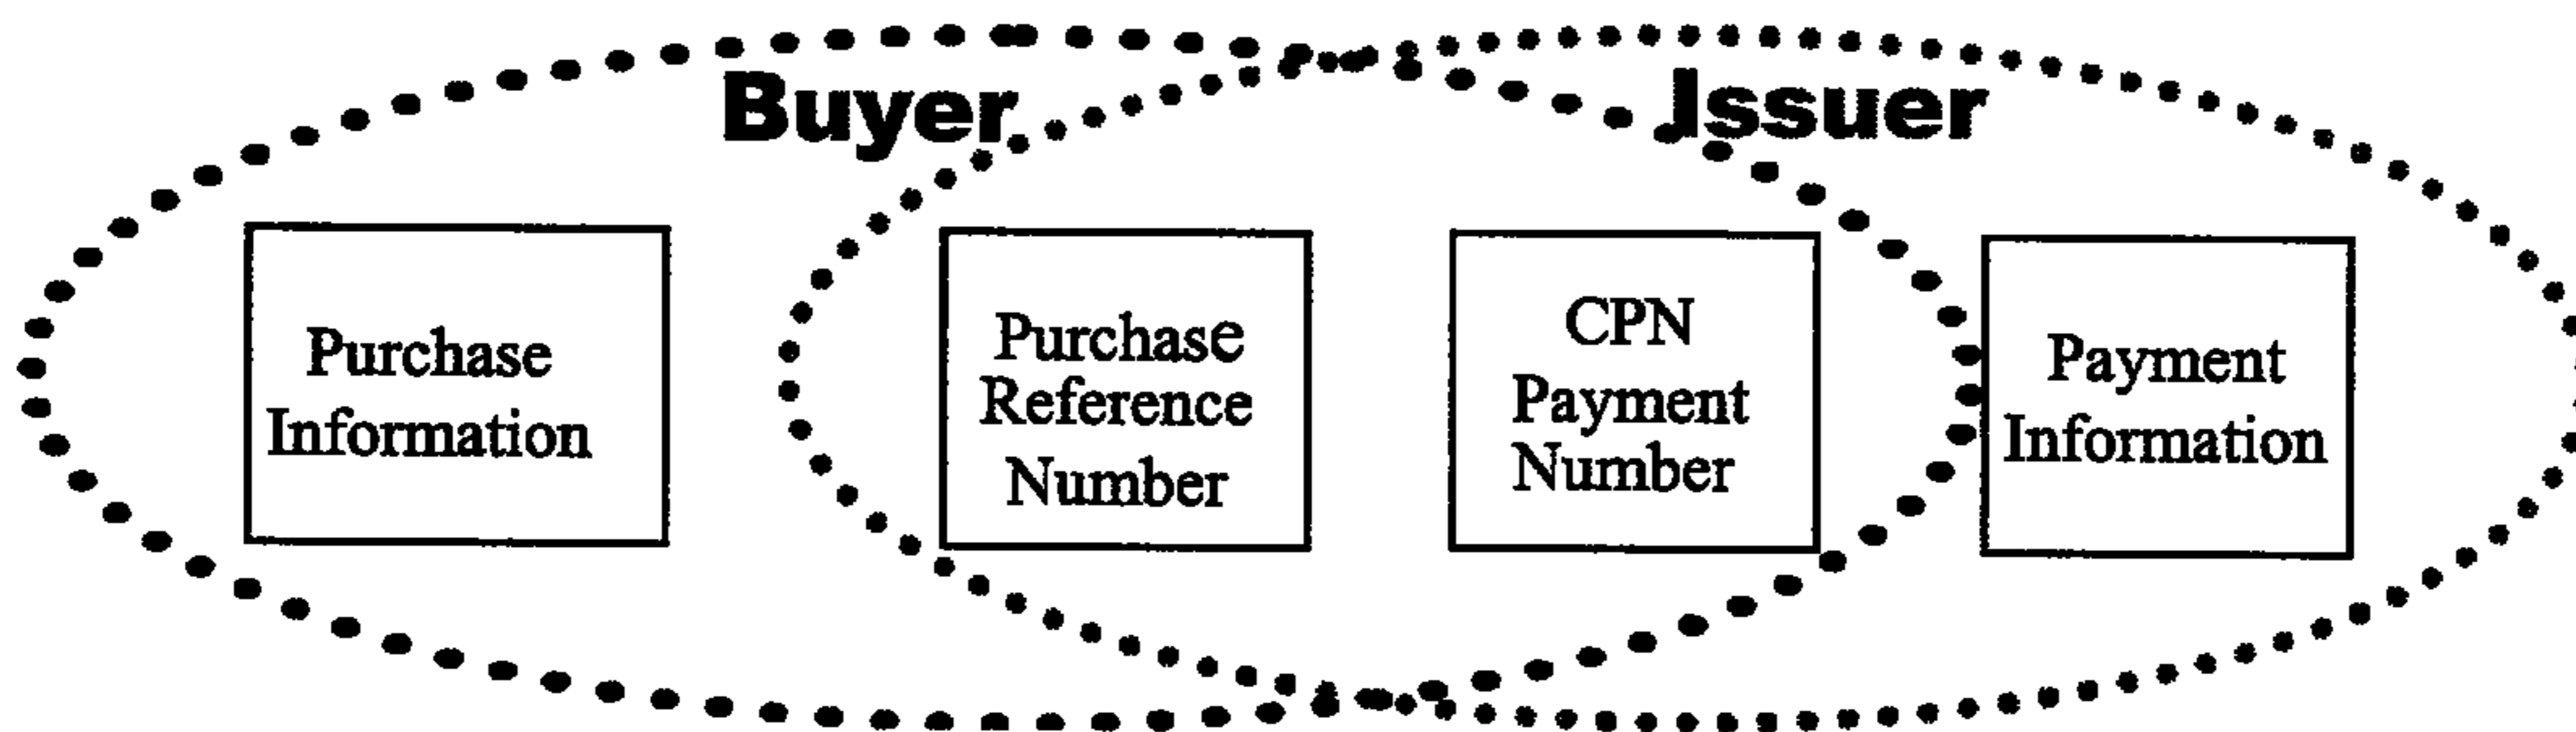 Buyer
Issuer
Purchase
Information
Purchase
Reference
Number
CPN
Payment
Number
Payment
Information